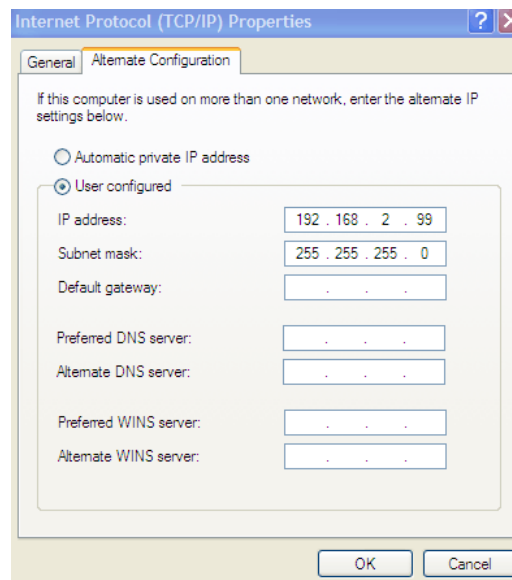 Internet Protocol (TCP/IP) Properties
General
Alternate Configuration
If this computer is used on more than one network, enter the alternate IP
settings below.
Automatic private IP address
User configured
IP address: 192 . 168 . 2 . 99
Subnet mask: 255 . 255 . 255 . 0
Default gateway: . . .
Preferred DNS server: . . .
Alternate DNS server: . . .
Preferred WINS server: . . .
Alternate WINS server: . . .
OK
Cancel